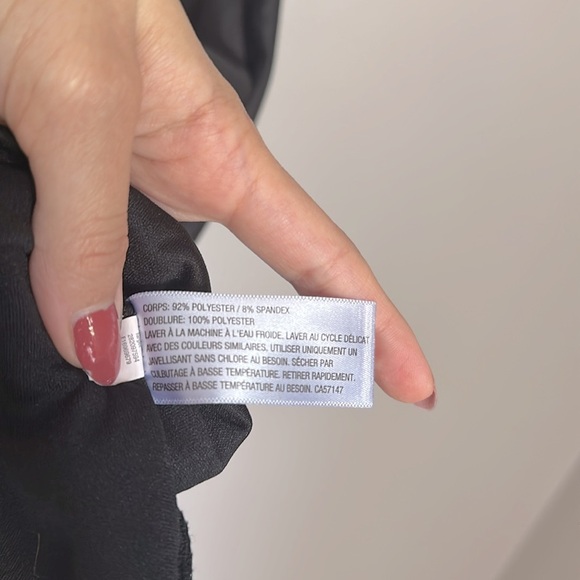 CORPS: 92% POLYESTER / 8% SPANDEX
DOUBLURE: 100% POLYESTER
LAVER À LA MACHINE À L'EAU FROIDE, LAVER AU CYCLE DÉLICAT
AVEC DES COULEURS SIMILAIRES. UTILISER UNIQUEMENT UN
JAVELLISANT SANS CHLORE AU BESOIN. SÉCHER PAR
CULBUTAGE À BASSE TEMPÉRATURE. RETIRER RAPIDEMENT.
REPASSER À BASSE TEMPÉRATURE AU BESOIN. CA57147